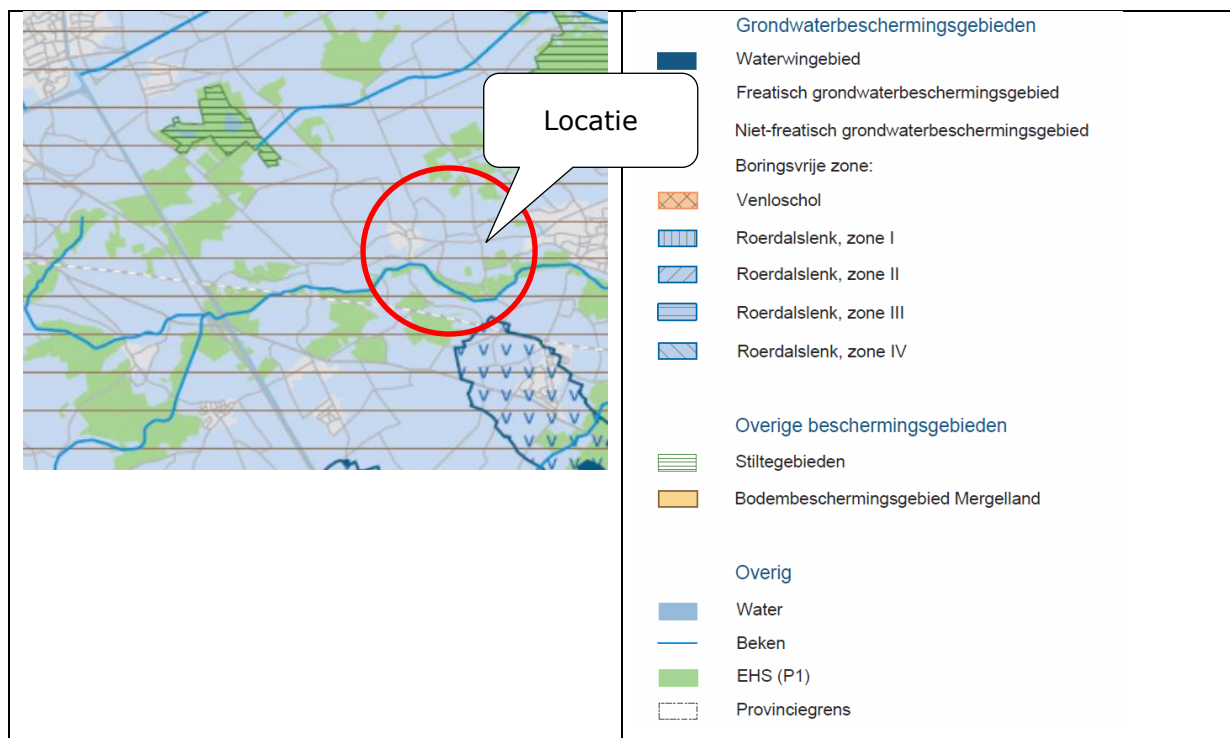 Locatie
Grondwaterbeschermingsgebieden
Waterwingebied
Freatisch grondwaterbeschermingsgebied
Niet-freatisch grondwaterbeschermingsgebied
Boringsvrije zone:
Venloschol
Roerdalslenk, zone I
Roerdalslenk, zone II
Roerdalslenk, zone III
Roerdalslenk, zone IV
Overige beschermingsgebieden
Stiltegebieden
Bodembeschermingsgebied Mergelland
Overig
Water
Beken
EHS (P1)
Provinciegrens